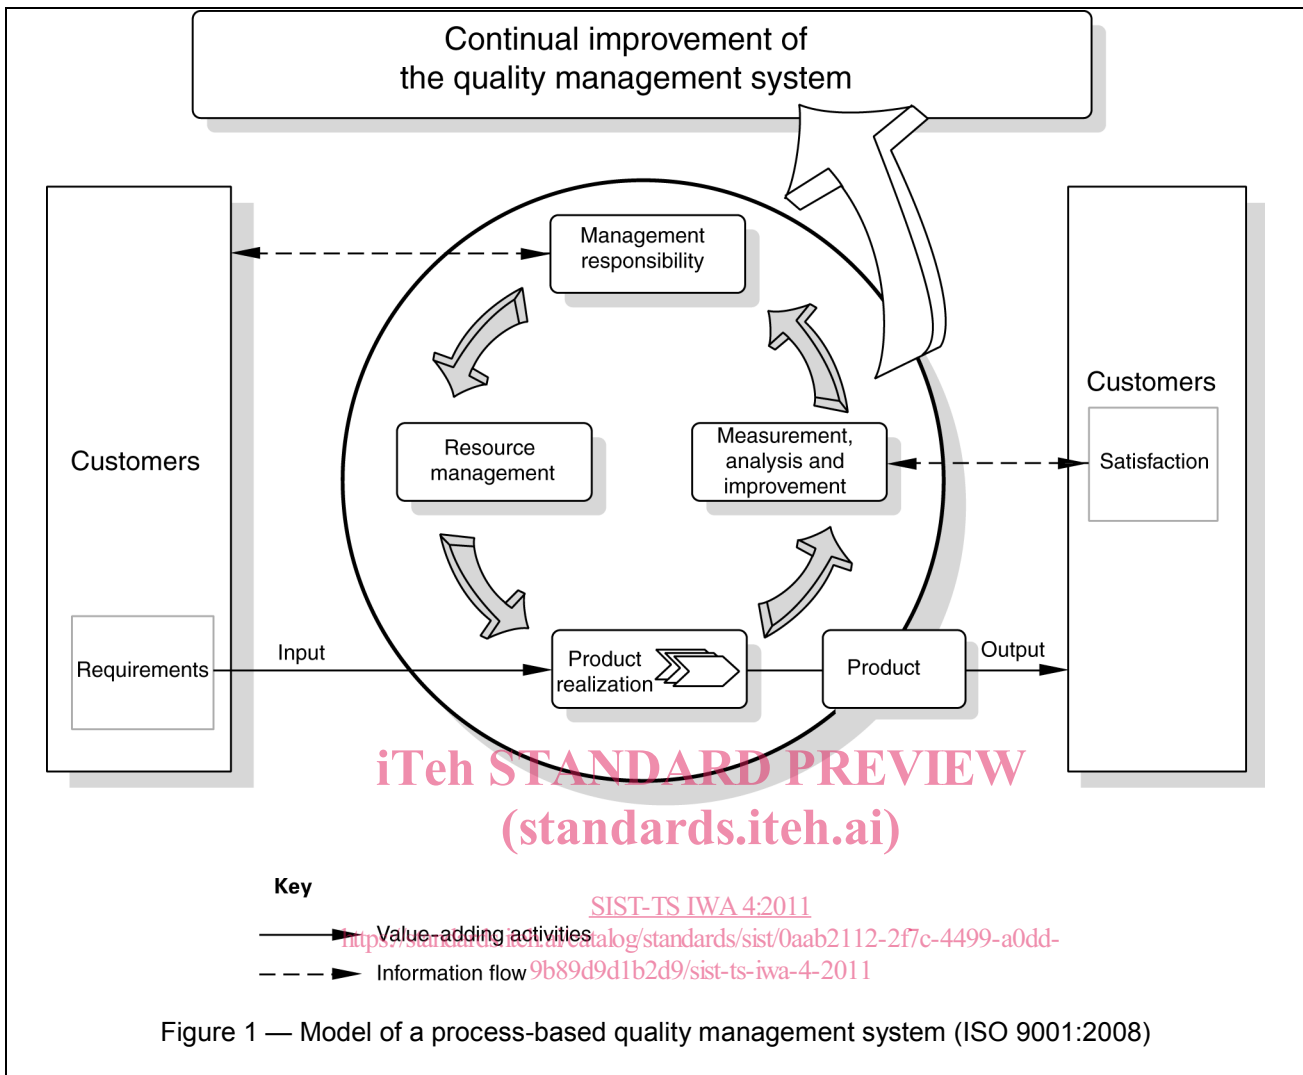 Continual improvement of
the quality management system
Management
responsibility
Customers
Resource
management
Measurement,
analysis and
improvement
Customers
Satisfaction
Requirements
Input
Product
realization
Product
Output
iTeh STANDARD PREVIEW
(standards.iteh.ai)
Key
SIST-TS IWA 4:2011
Value-adding activities
https://standards.iteh.ai/catalog/standards/sist/0aab2112-2f7c-4499-a0dd-
Information flow
9b89d9d1b2d9/sist-ts-iwa-4-2011
Figure 1 — Model of a process-based quality management system (ISO 9001:2008)